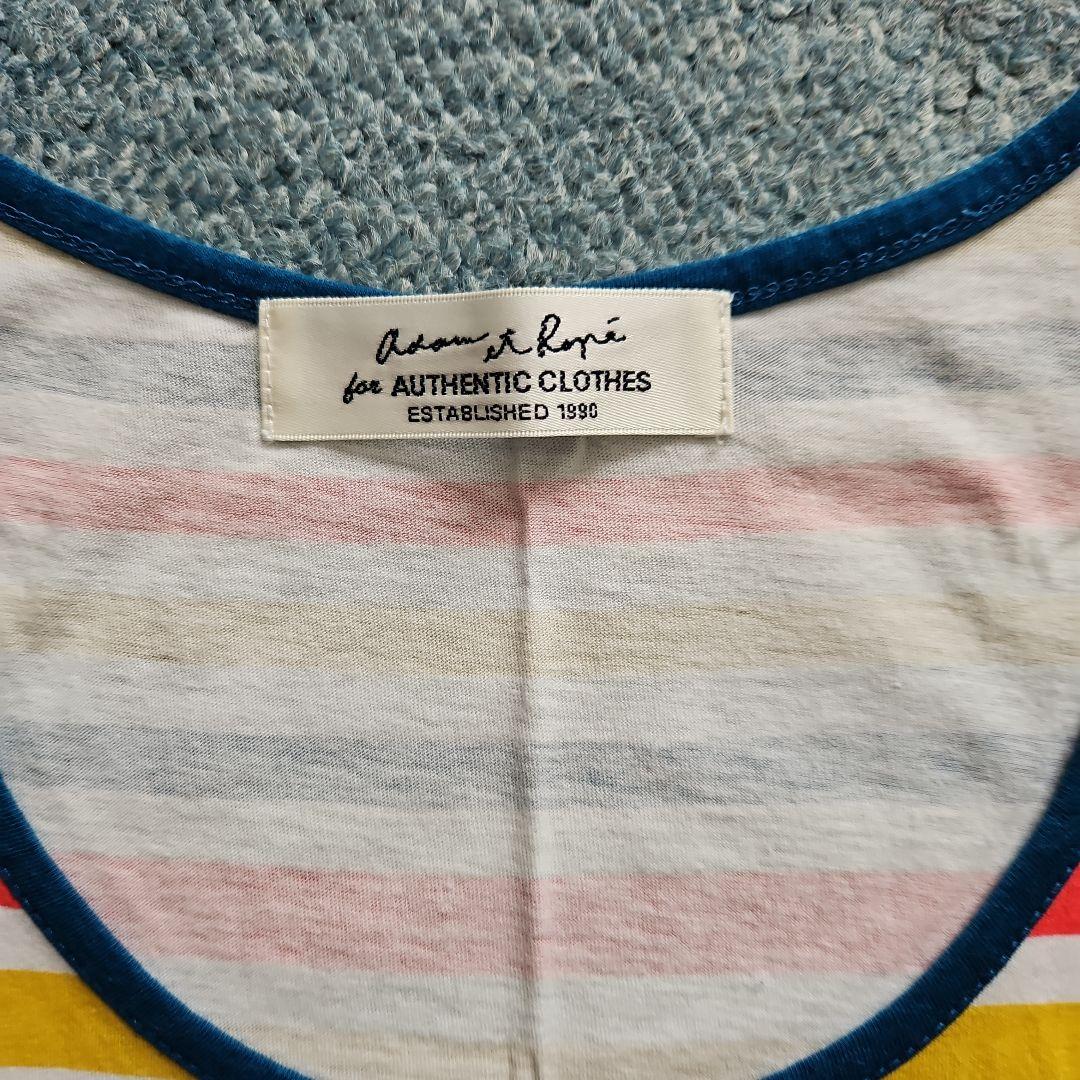 Adam et Ropé
for AUTHENTIC CLOTHES
ESTABLISHED 1990